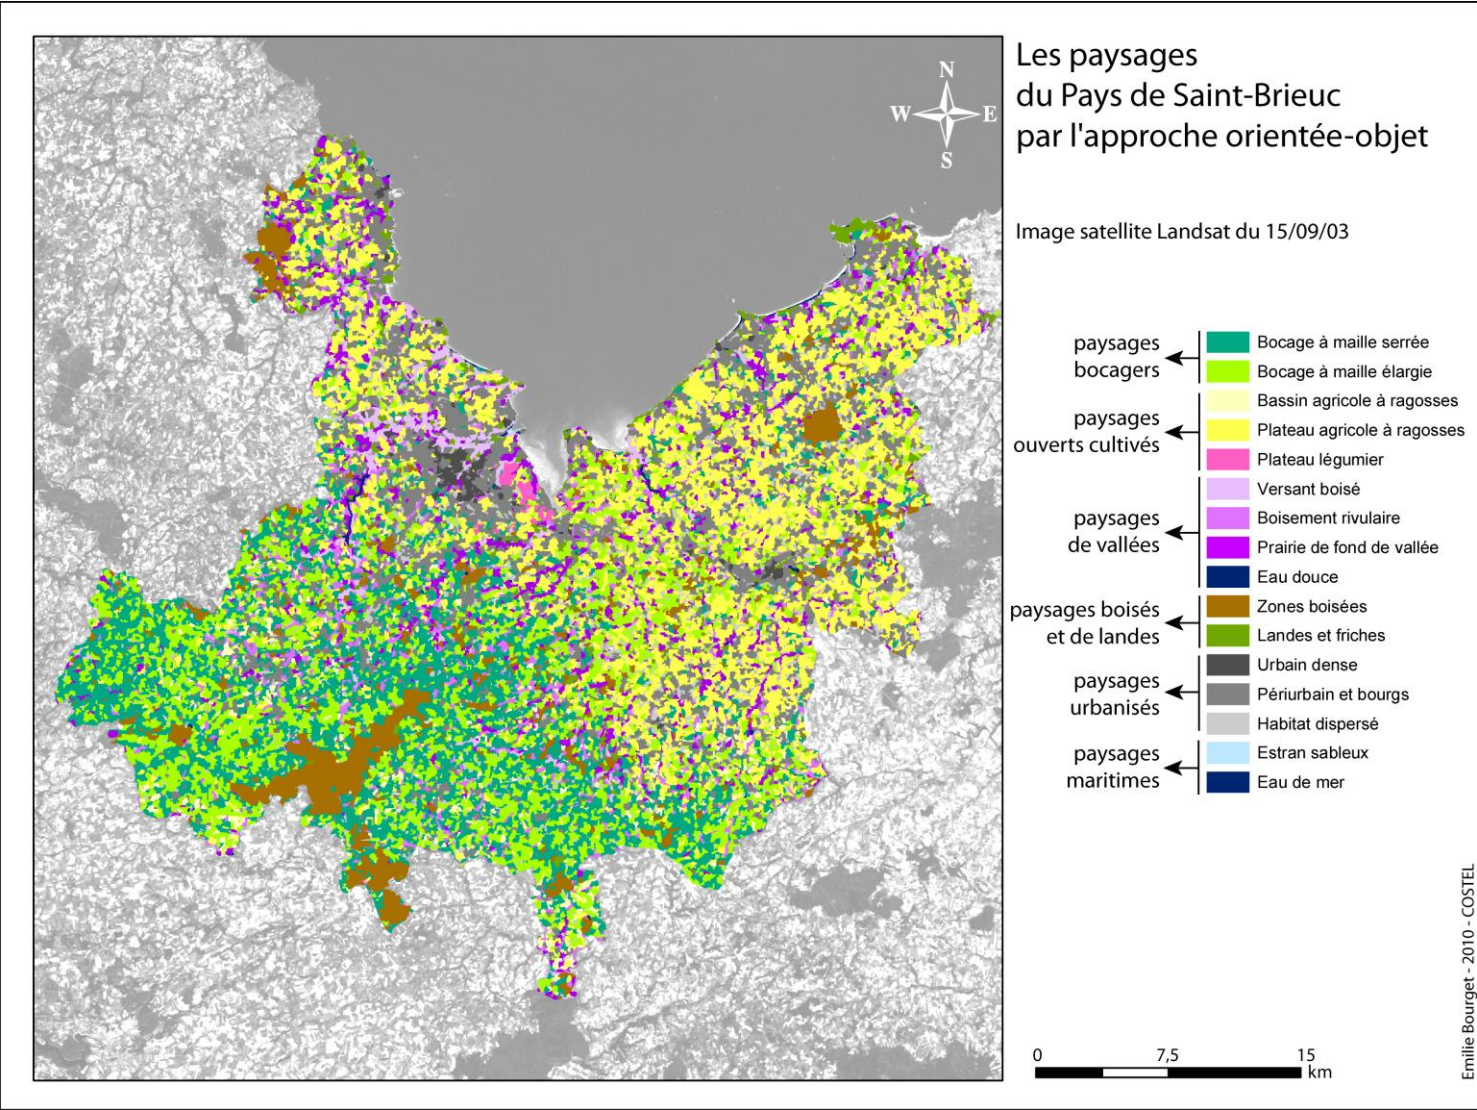 Les paysages
du Pays de Saint-Brieuc
par l'approche orientée-objet
N
W E
S
Image satellite Landsat du 15/09/03
paysages
bocagers
Bocage à maille serrée
Bocage à maille élargie
paysages
ouverts cultivés
Bassin agricole à ragosses
Plateau agricole à ragosses
Plateau légumier
paysages
de vallées
Versant boisé
Boisement rivulaire
Prairie de fond de vallée
Eau douce
paysages boisés
et de landes
Zones boisées
Landes et friches
paysages
urbanisés
Urbain dense
Périurbain et bourgs
Habitat dispersé
paysages
maritimes
Estran sableux
Eau de mer
0 7,5 15
km
Emilie Bourget - 2010 - COSTEL